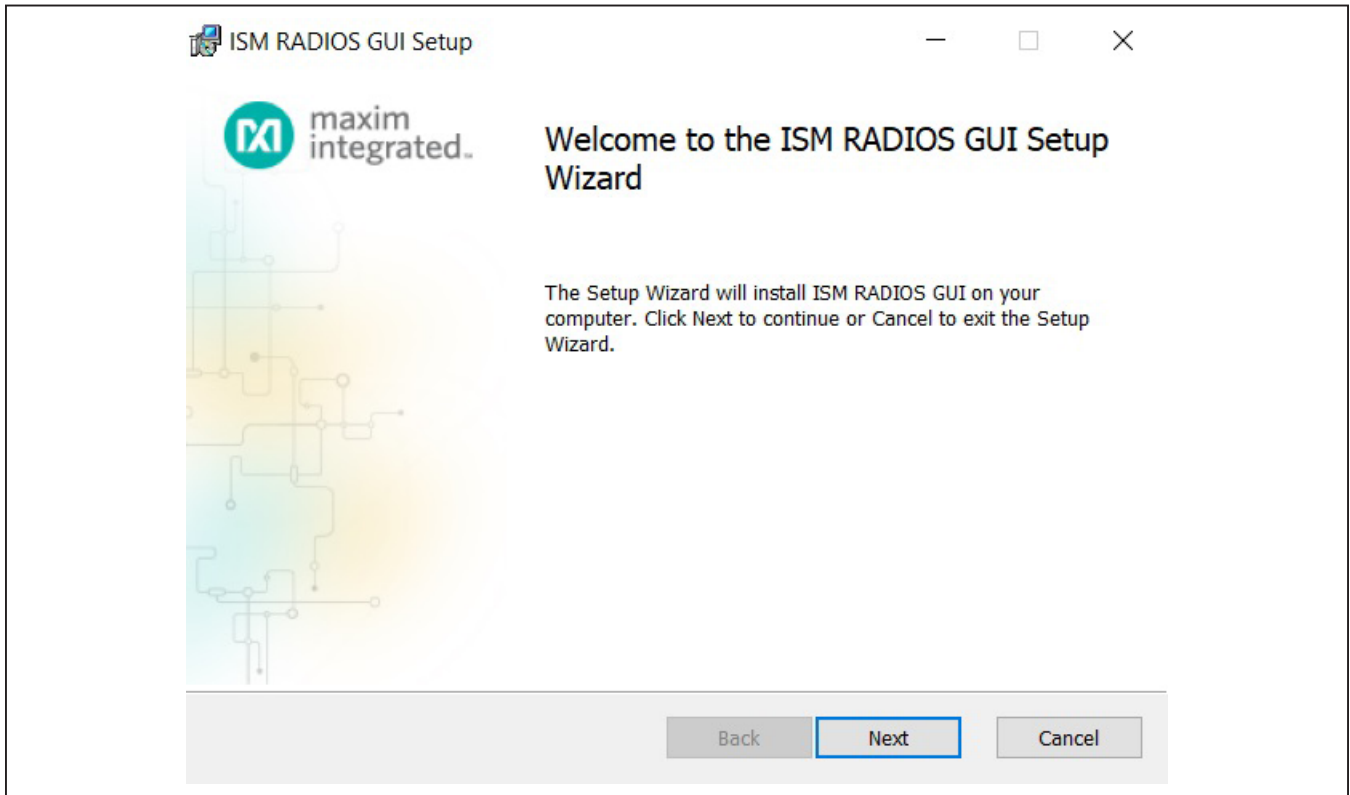 ISM RADIOS GUI Setup
maxim
integrated™
Welcome to the ISM RADIOS GUI Setup
Wizard
The Setup Wizard will install ISM RADIOS GUI on your
computer. Click Next to continue or Cancel to exit the Setup
Wizard.
Back Next Cancel